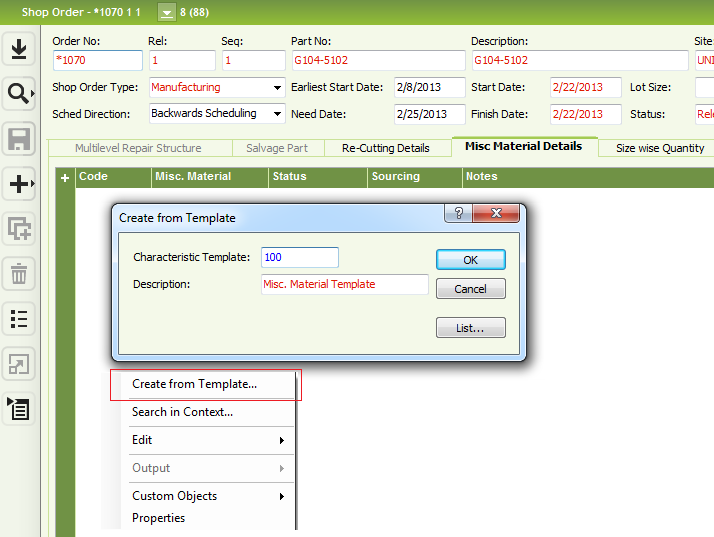 Shop Order - *1070 1 1 8 (88)
Order No: Rel: Seq: Part No: Description: Site
*1070 1 1 G104-5102 G104-5102 UNI
Shop Order Type: Manufacturing Earliest Start Date: 2/8/2013 Start Date: 2/22/2013 Lot Size:
Sched Direction: Backwards Scheduling Need Date: 2/25/2013 Finish Date: 2/22/2013 Status: Rele
Multilevel Repair Structure Salvage Part Re-Cutting Details Misc Material Details Size wise Quantity
+ Code Misc. Material Status Sourcing Notes
Create from Template
? X
Characteristic Template: 100 OK
Description: Misc. Material Template Cancel
List...
Create from Template...
Search in Context...
Edit
Output
Custom Objects
Properties